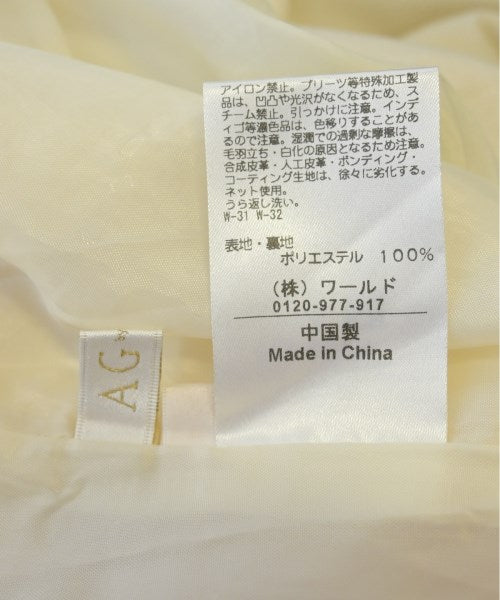 アイロン禁止。プリーツ等特殊加工製
品は、凹凸や光沢がなくなるため、ス
チーム禁止。引っかけに注意。インディ
ゴ等濃色品は、色移りすることがあ
るので注意。湿潤での過剰な摩擦は、
毛羽立ち・白化の原因となるため注意。
合成皮革・人工皮革・ボンディング・
コーティング生地は、徐々に劣化する。
ネット使用。
うら返し洗い。
W-31 W-32
表地・裏地
ポリエステル 100%
(株) ワールド
0120-977-917
中国製
Made in China
AG